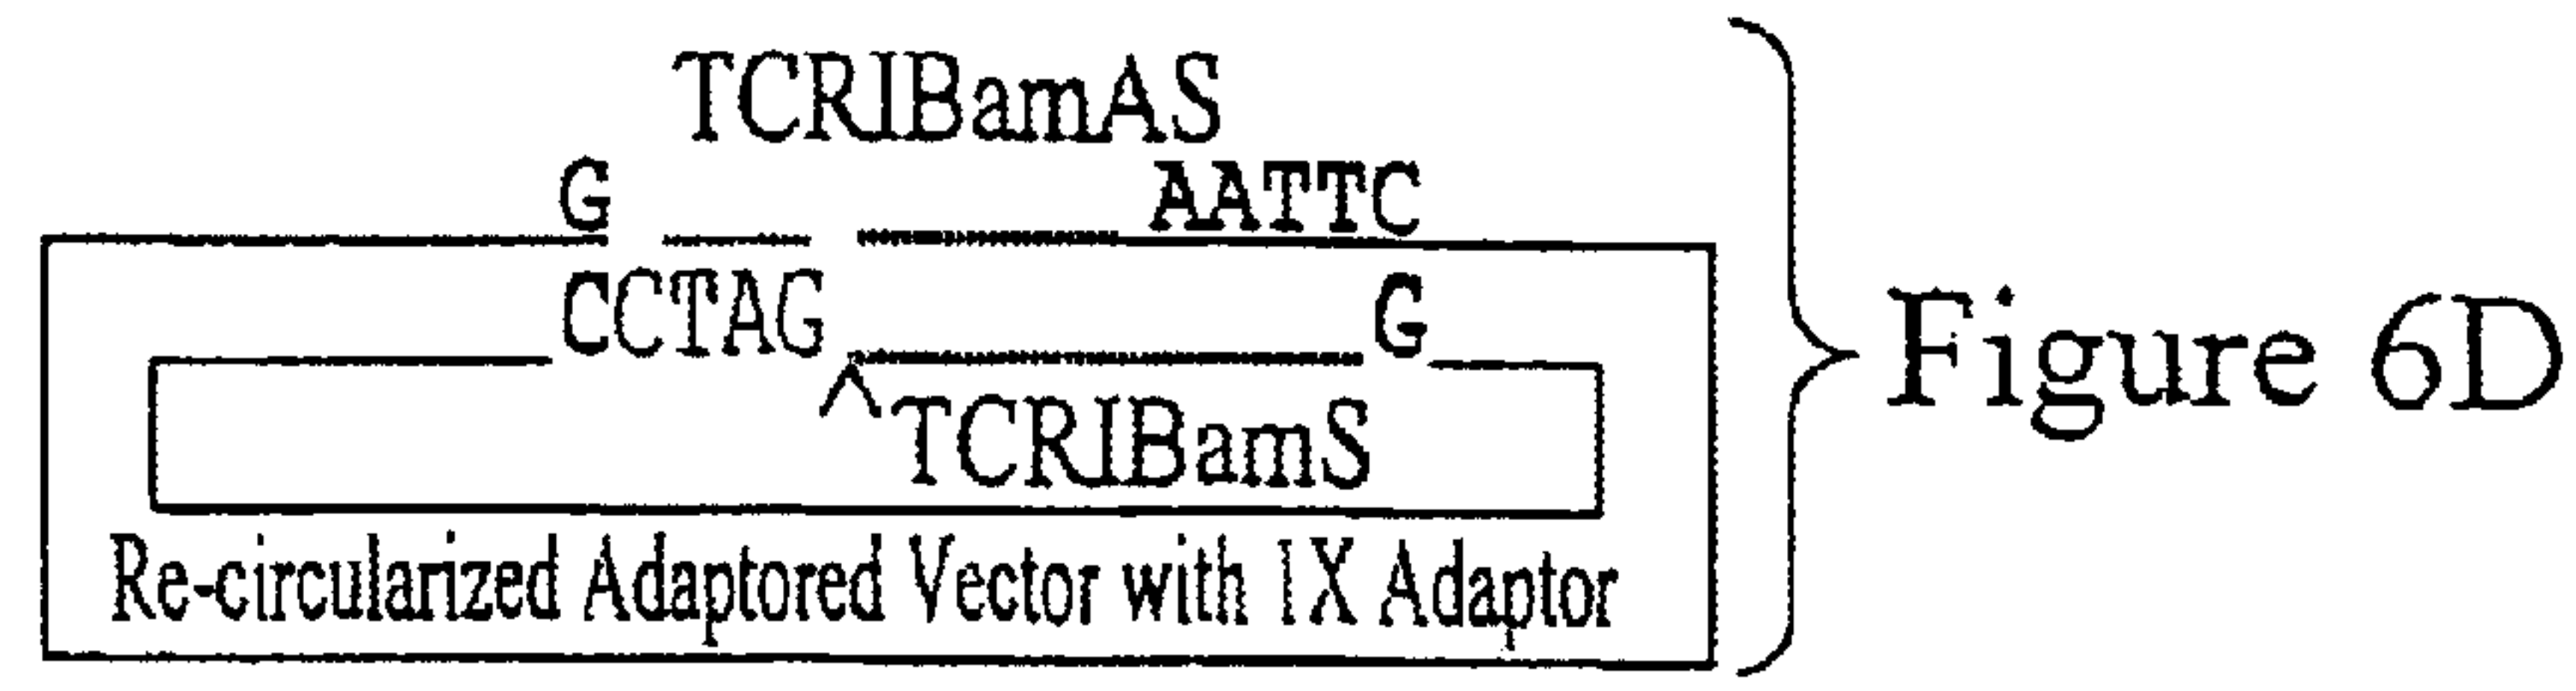 TCRIBamAS
G AATTC
CCTAG G
^TCRIBamS
Re-circularized Adaptored Vector with 1X Adaptor
Figure 6D